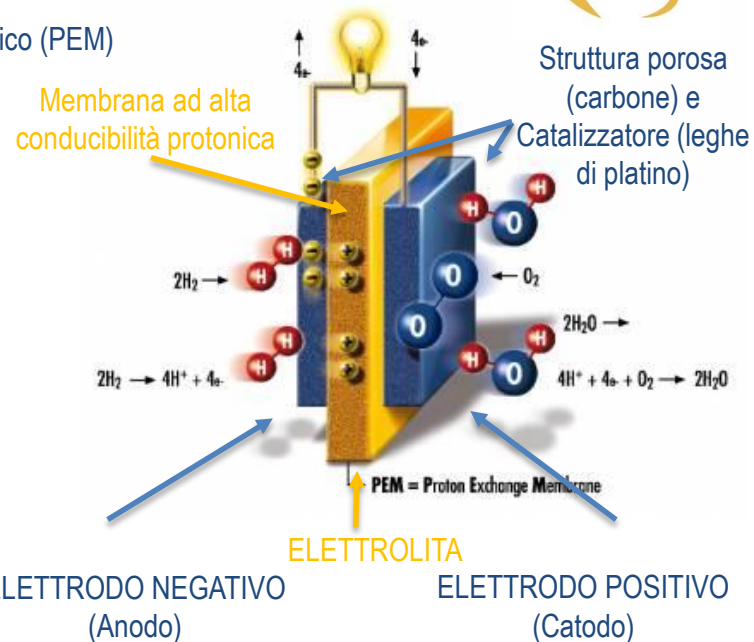 ico (PEM)
4e-
4e-
Struttura porosa
(carbone) e
Catalizzatore (leghe
di platino)
Membrana ad alta
conducibilità protonica
H
H
O
2H₂ →
H
H
O
O
← O₂
2H₂O →
H
H
H
H
O
2H₂ → 4H⁺ + 4e-
4H⁺ + 4e- + O₂ → 2H₂O
PEM = Proton Exchange Membrane
ELETTROLITA
LETTRODO NEGATIVO
(Anodo)
ELETTRODO POSITIVO
(Catodo)